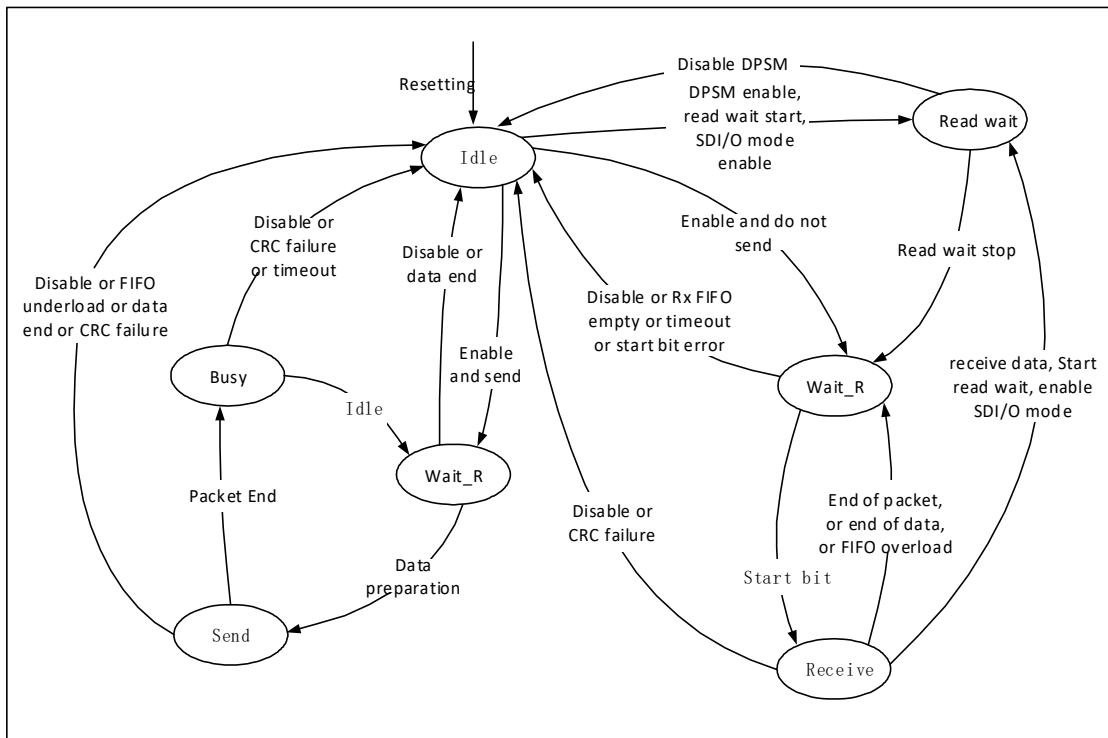 Disable DPSM
Resetting
DPSM enable,
read wait start,
SDI/O mode
enable
Read wait
Idle
Disable or
CRC failure
or timeout
Disable or
data end
Enable and do not
send
Read wait stop
Disable or FIFO
underload or data
end or CRC failure
Disable or Rx FIFO
empty or timeout
or start bit error
Enable
and send
receive data, Start
read wait, enable
SDI/O mode
Busy
Idle
Wait_R
Wait_R
Packet End
Disable or
CRC failure
End of packet,
or end of data,
or FIFO overload
Data
preparation
Start bit
Send
Receive